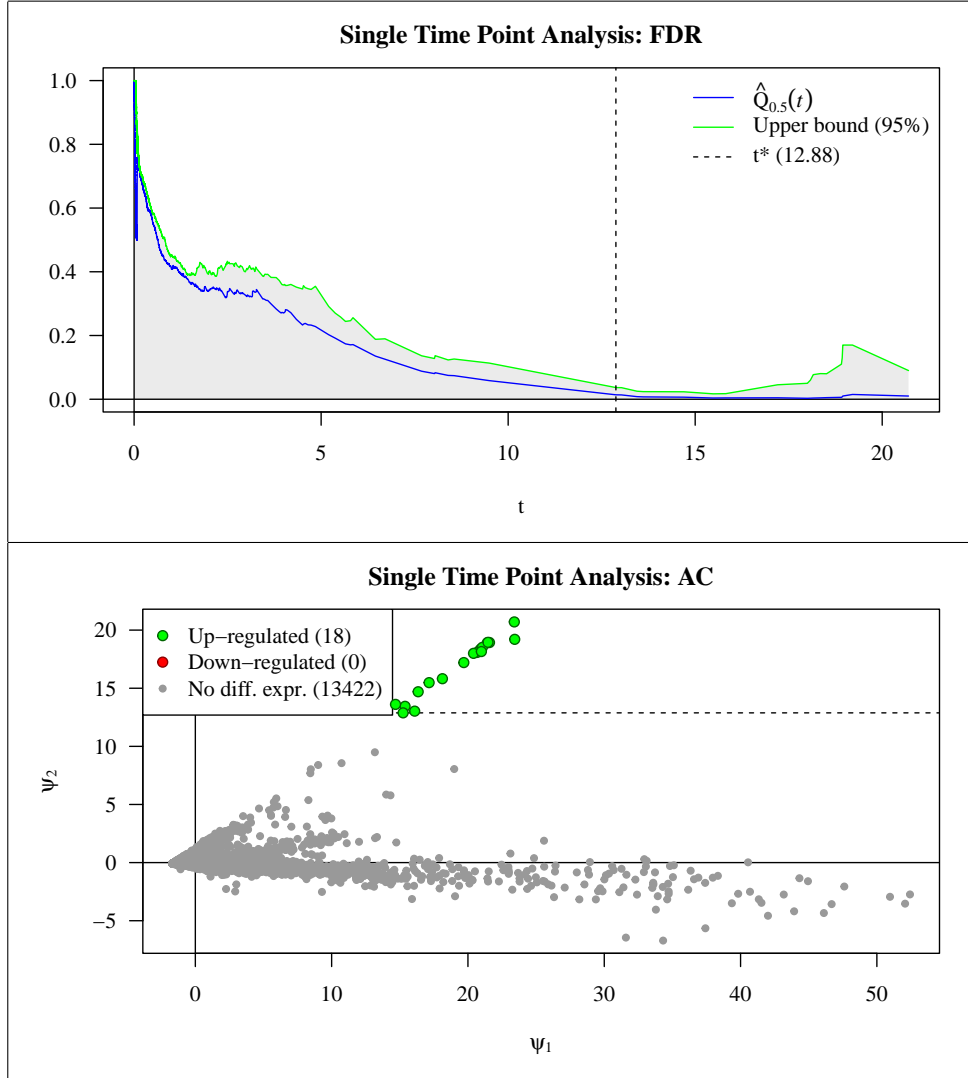 Single Time Point Analysis: FDR
1.0
0.8
0.6
0.4
0.2
0.0
Q̂0.5(t)
Upper bound (95%)
t* (12.88)
0 5 10 15 20
t
Single Time Point Analysis: AC
20
15
10
5
0
−5
ψ2
Up−regulated (18)
Down−regulated (0)
No diff. expr. (13422)
0 10 20 30 40 50
ψ1